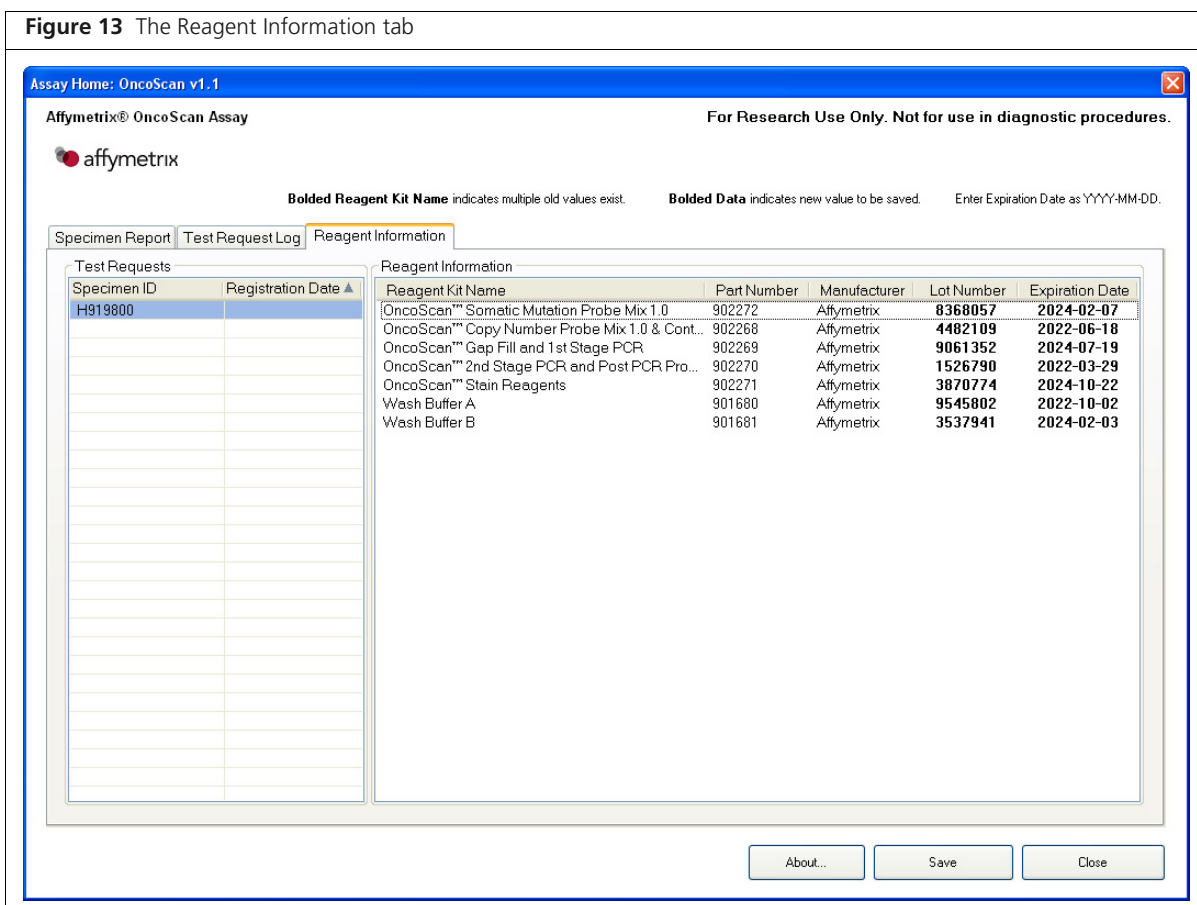 Figure 13 The Reagent Information tab
Assay Home: OncoScan v1.1
Affymetrix® OncoScan Assay For Research Use Only. Not for use in diagnostic procedures.
affymetrix
Bolded Reagent Kit Name indicates multiple old values exist. Bolded Data indicates new value to be saved. Enter Expiration Date as YYYY-MM-DD.
Specimen Report Test Request Log Reagent Information
Test Requests Reagent Information
Specimen ID Registration Date Reagent Kit Name Part Number Manufacturer Lot Number Expiration Date
H919800 OncoScan™ Somatic Mutation Probe Mix 1.0 902272 Affymetrix 8368057 2024-02-07
OncoScan™ Copy Number Probe Mix 1.0 & Cont... 902268 Affymetrix 4482109 2022-06-18
OncoScan™ Gap Fill and 1st Stage PCR 902269 Affymetrix 9061352 2024-07-19
OncoScan™ 2nd Stage PCR and Post PCR Pro... 902270 Affymetrix 1526790 2022-03-29
OncoScan™ Stain Reagents 902271 Affymetrix 3870774 2024-10-22
Wash Buffer A 901680 Affymetrix 9545802 2022-10-02
Wash Buffer B 901681 Affymetrix 3537941 2024-02-03
About... Save Close